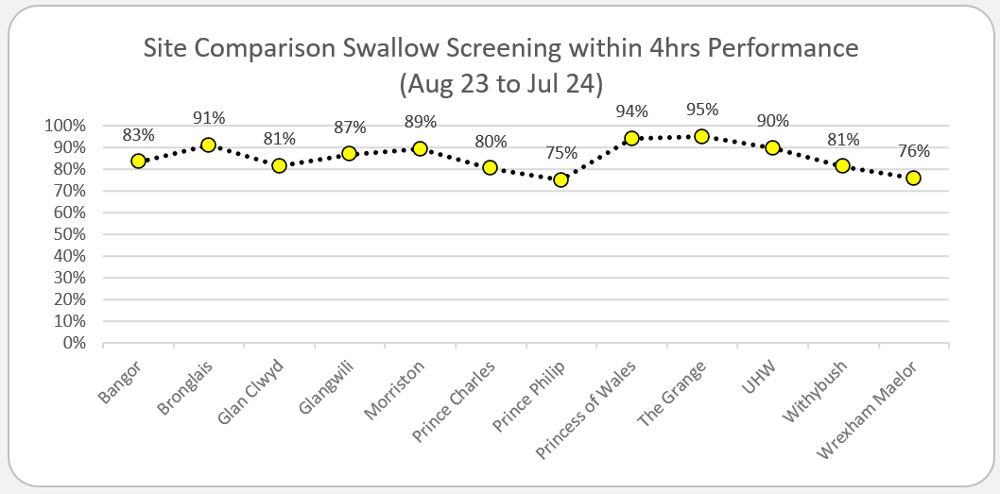 Site Comparison Swallow Screening within 4hrs Performance
(Aug 23 to Jul 24)
100%
90%
80%
70%
60%
50%
40%
30%
20%
10%
0%
83%
91%
81%
87%
89%
80%
75%
94%
95%
90%
81%
76%
Bangor
Bronglais
Glan Clwyd
Glangwili
Morriston
Prince Charles
Prince Philip
Princess of Wales
The Grange
UHW
Withybush
Wrexham Maelor